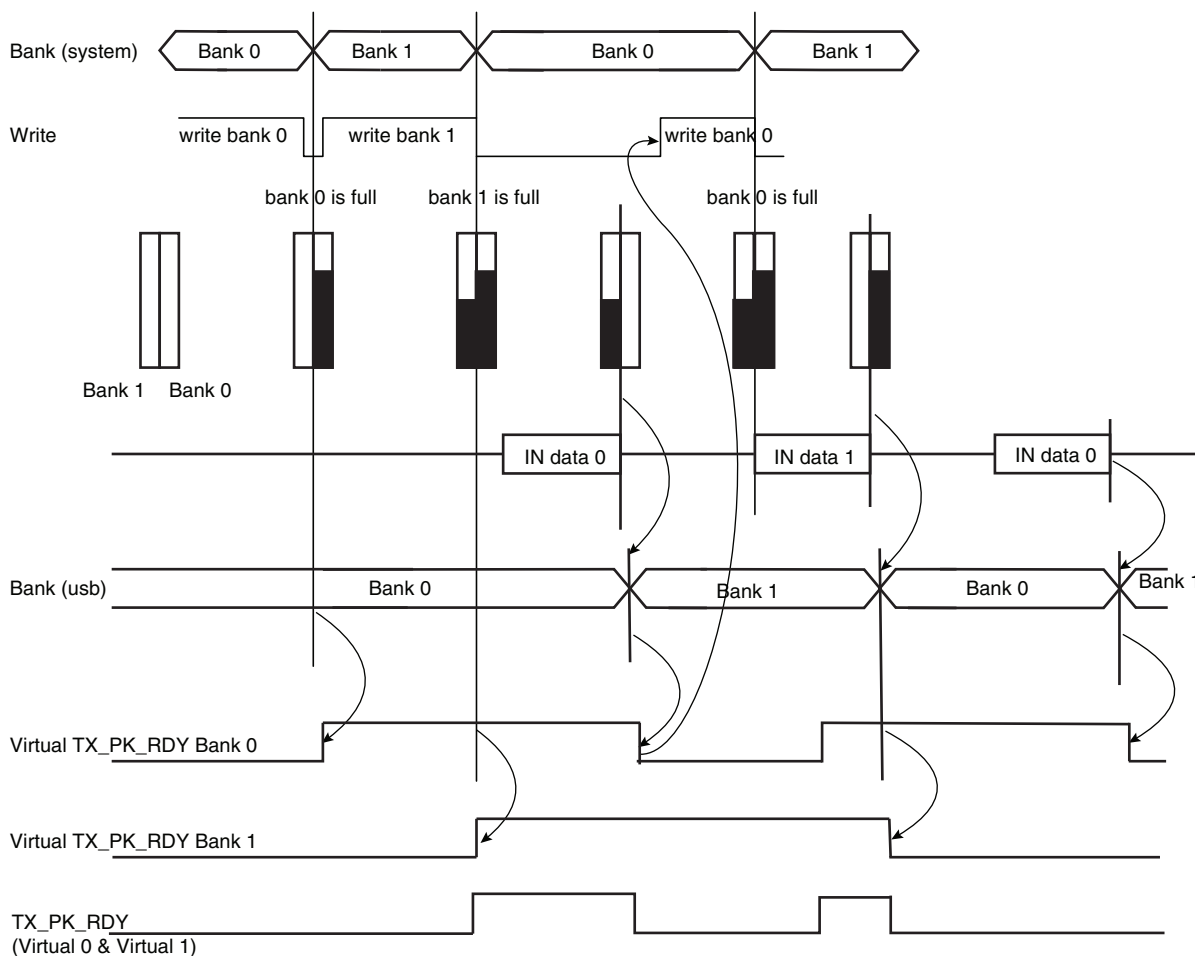 Bank (system)
Bank 0
Bank 1
Bank 0
Bank 1
Write
write bank 0
write bank 1
write bank 0
bank 0 is full
bank 1 is full
bank 0 is full
Bank 1
Bank 0
IN data 0
IN data 1
IN data 0
Bank (usb)
Bank 0
Bank 1
Bank 0
Bank 1
Virtual TX_PK_RDY Bank 0
Virtual TX_PK_RDY Bank 1
TX_PK_RDY
(Virtual 0 & Virtual 1)